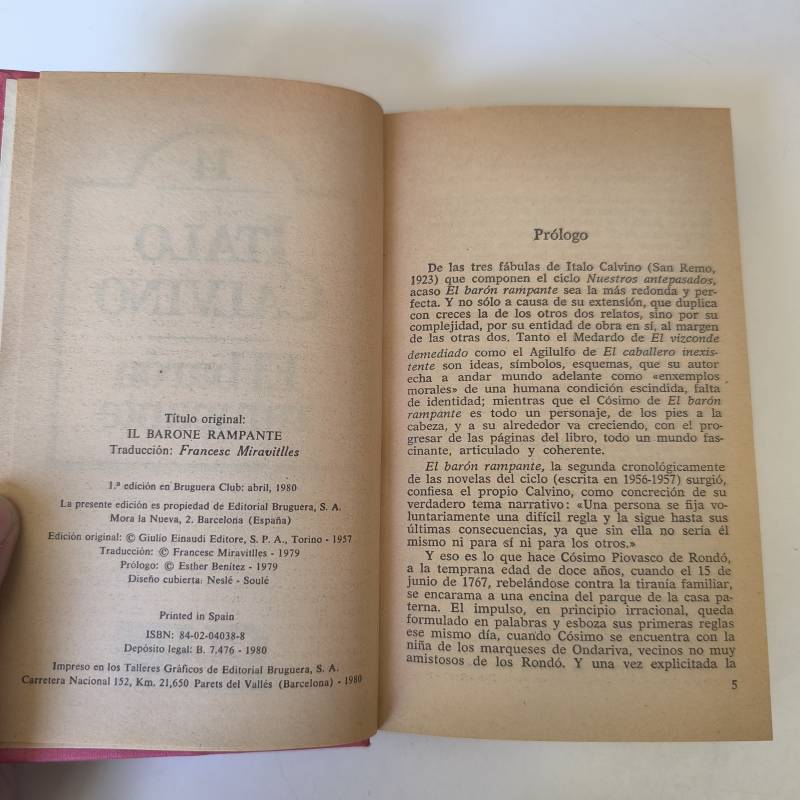 Título original:
IL BARONE RAMPANTE
Traducción: Francesc Miravitlles
1.ª edición en Bruguera Club: abril, 1980
La presente edición es propiedad de Editorial Bruguera, S. A.
Mora la Nueva, 2. Barcelona (España)
Edición original: © Giulio Einaudi Editore, S. P. A., Torino - 1957
Traducción: © Francesc Miravitlles - 1979
Prólogo: © Esther Benítez - 1979
Diseño cubierta: Neslé - Soulé
Printed in Spain
ISBN: 84-02-04038-8
Depósito legal: B. 7.476 - 1980
Impreso en los Talleres Gráficos de Editorial Bruguera, S. A.
Carretera Nacional 152, Km. 21,650 Parets del Vallés (Barcelona) - 1980
Prólogo
De las tres fábulas de Italo Calvino (San Remo,
1923) que componen el ciclo Nuestros antepasados,
acaso El barón rampante sea la más redonda y per-
fecta. Y no sólo a causa de su extensión, que duplica
con creces la de los otros dos relatos, sino por su
complejidad, por su entidad de obra en sí, al margen
de las otras dos. Tanto el Medardo de El vizconde
demediado como el Agilulfo de El caballero inexis-
tente son ideas, símbolos, esquemas, que su autor
echa a andar mundo adelante como «enxemplos
morales» de una humana condición escindida, falta
de identidad; mientras que el Cósimo de El barón
rampante es todo un personaje, de los pies a la
cabeza, y a su alrededor va creciendo, con el pro-
gresar de las páginas del libro, todo un mundo fas-
cinante, articulado y coherente.
El barón rampante, la segunda cronológicamente
de las novelas del ciclo (escrita en 1956-1957) surgió,
confiesa el propio Calvino, como concreción de su
verdadero tema narrativo: «Una persona se fija vo-
luntariamente una difícil regla y la sigue hasta sus
últimas consecuencias, ya que sin ella no sería él
mismo ni para sí ni para los otros.»
Y eso es lo que hace Cósimo Piovasco de Rondó,
a la temprana edad de doce años, cuando el 15 de
junio de 1767, rebelándose contra la tiranía familiar,
se encarama a una encina del parque de la casa pa-
terna. El impulso, en principio irracional, queda
formulado en palabras y esboza sus primeras reglas
ese mismo día, cuando Cósimo se encuentra con la
niña de los marqueses de Ondariva, vecinos no muy
amistosos de los Rondó. Y una vez explicitada la
5